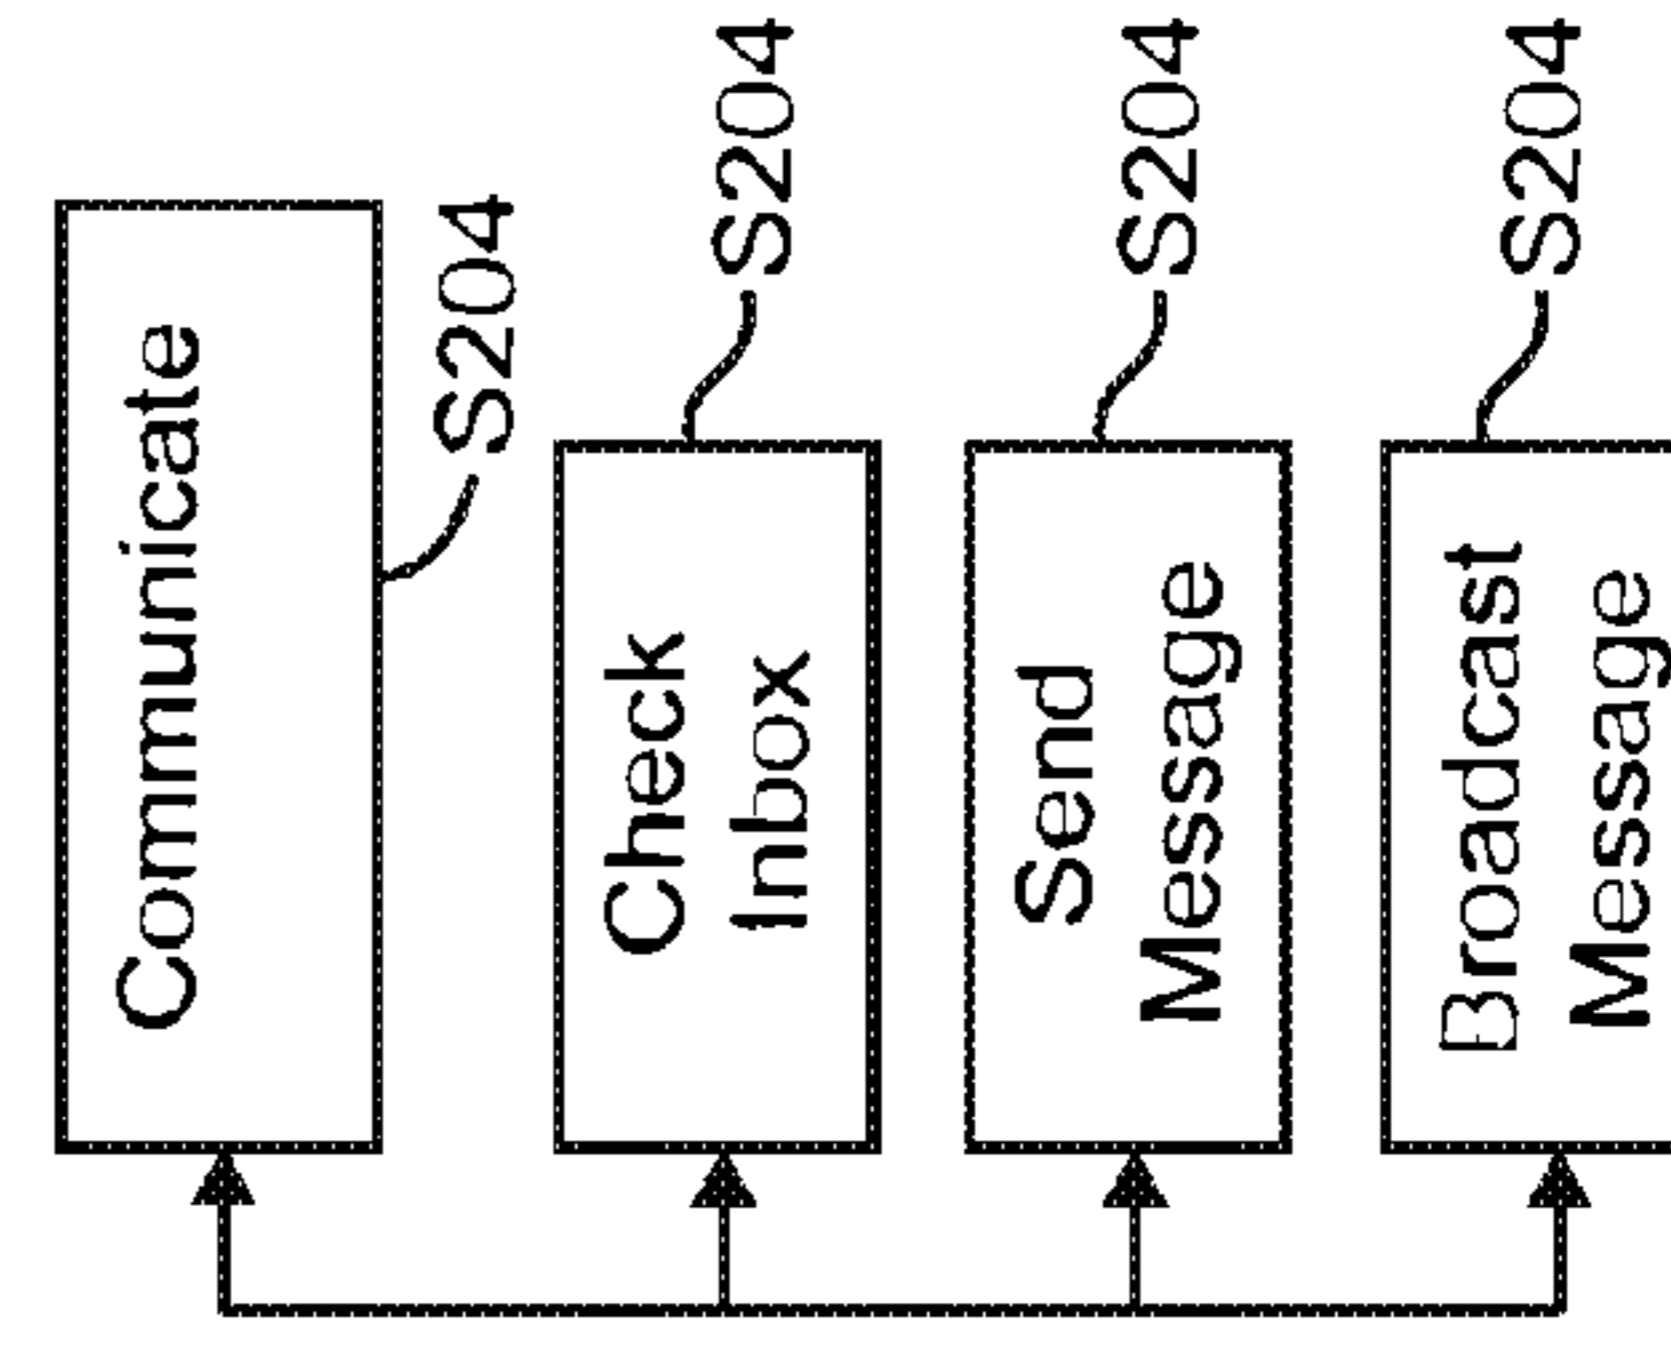 Communicate
S204
Check
Inbox
S204
Send
Message
S204
Broadcast
Message
S204